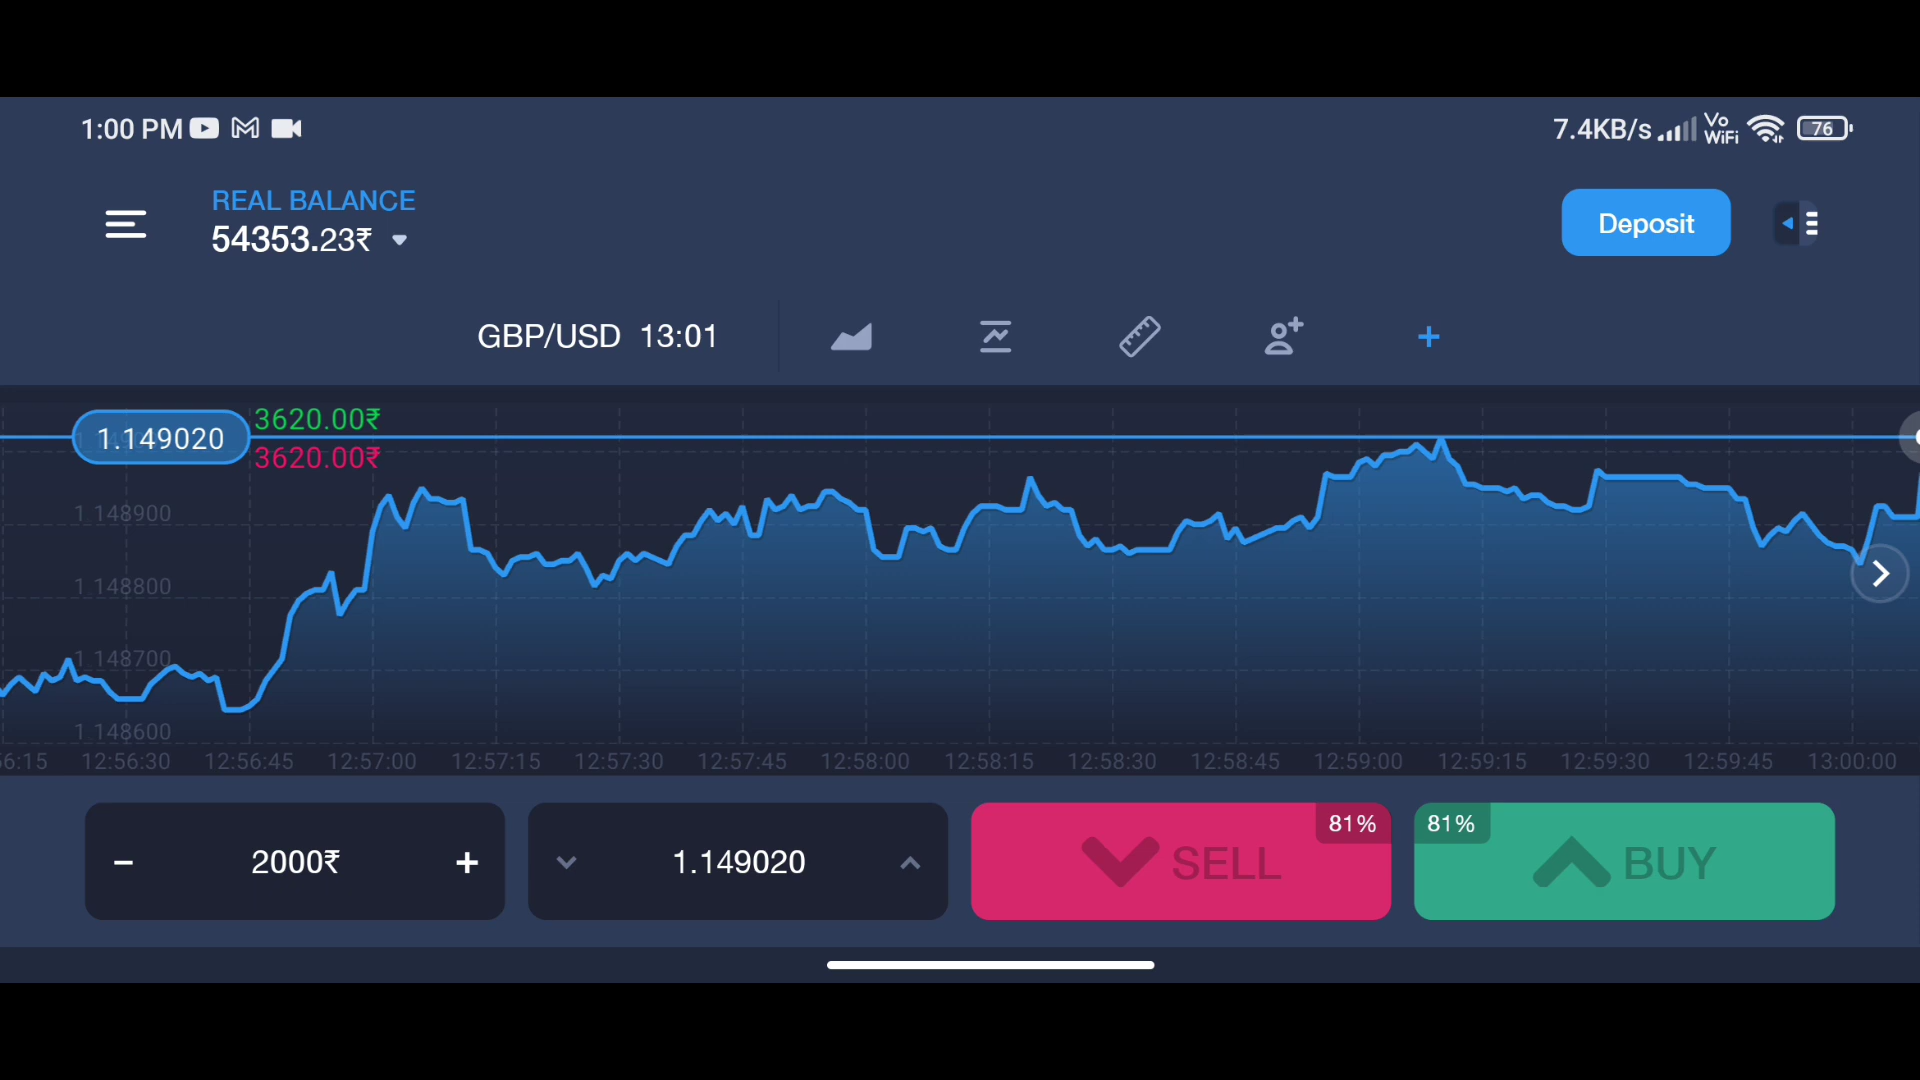 1:00 PM
7.4KB/s Vo WiFi 76
REAL BALANCE
54353.23₹
Deposit
GBP/USD 13:01
1.149020
3620.00₹
3620.00₹
1.148900
1.148800
1.148700
1.148600
56:15 12:56:30 12:56:45 12:57:00 12:57:15 12:57:30 12:57:45 12:58:00 12:58:15 12:58:30 12:58:45 12:59:00 12:59:15 12:59:30 12:59:45 13:00:00
2000₹
1.149020
SELL 81%
81% BUY